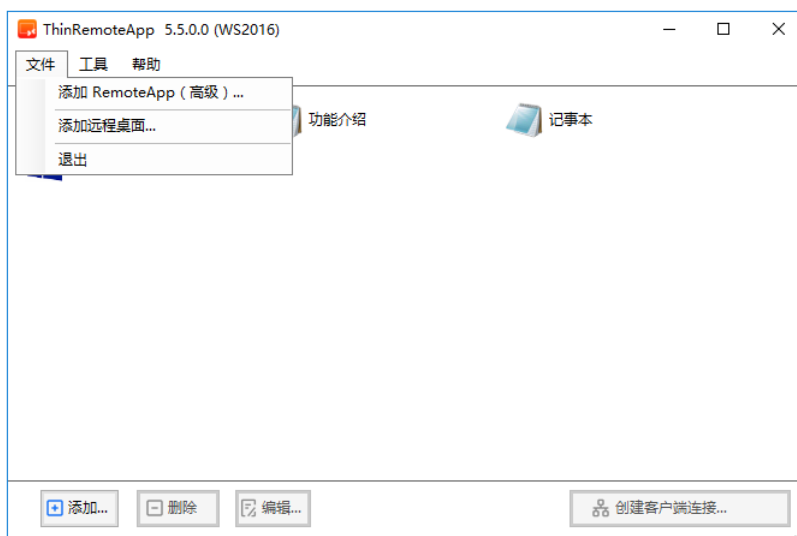 ThinRemoteApp 5.5.0.0 (WS2016)
文件 工具 帮助
添加 RemoteApp ( 高级 ) ...
添加远程桌面...
退出
功能介绍
记事本
添加...
删除
编辑...
创建客户端连接...